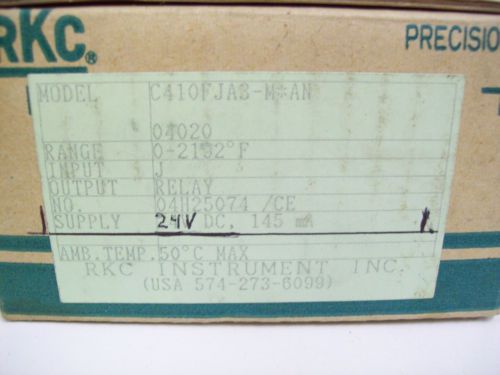 RKC®
PRECISIO
MODEL C410FJA3-M*AN
04020
RANGE 0-2192°F
INPUT J
OUTPUT RELAY
NO. 04H25074 /CE
SUPPLY 24V DC, 145 mA
AMB.TEMP. 50°C MAX
RKC INSTRUMENT INC.
(USA 574-273-6099)